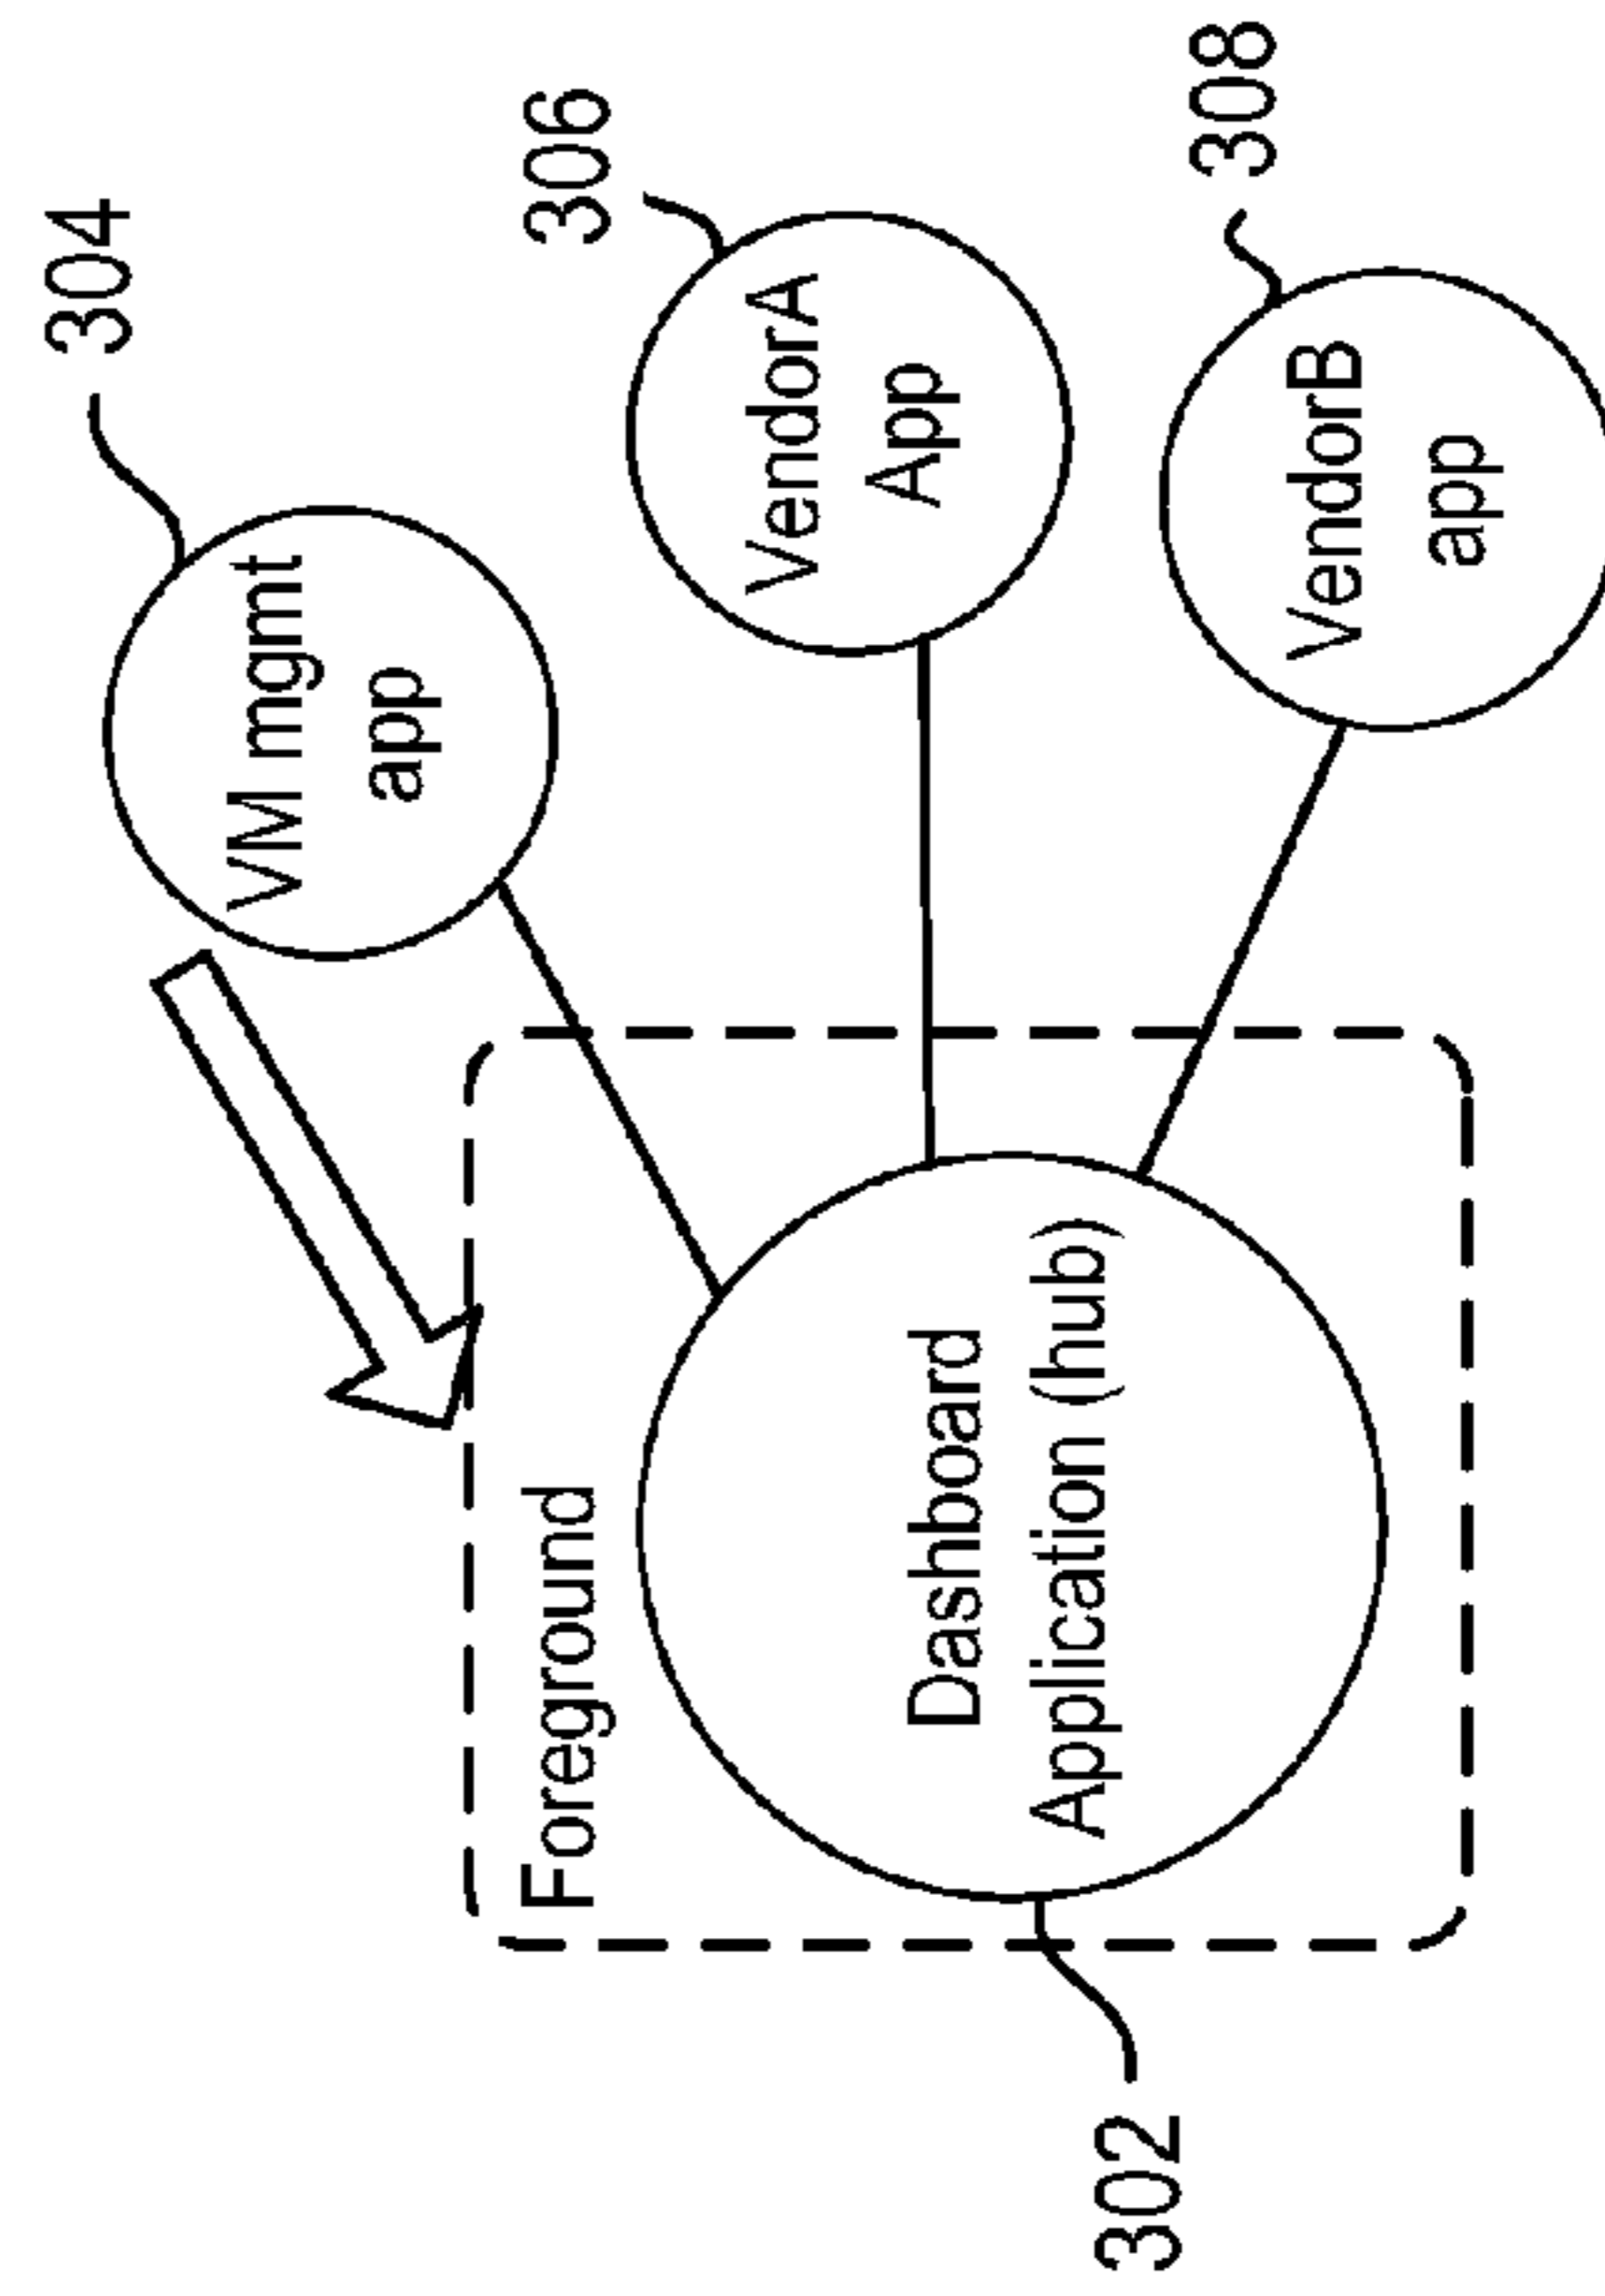 304
VM mgmt
app
306
VendorA
App
Foreground
Dashboard
Application (hub)
302
308
VendorB
app